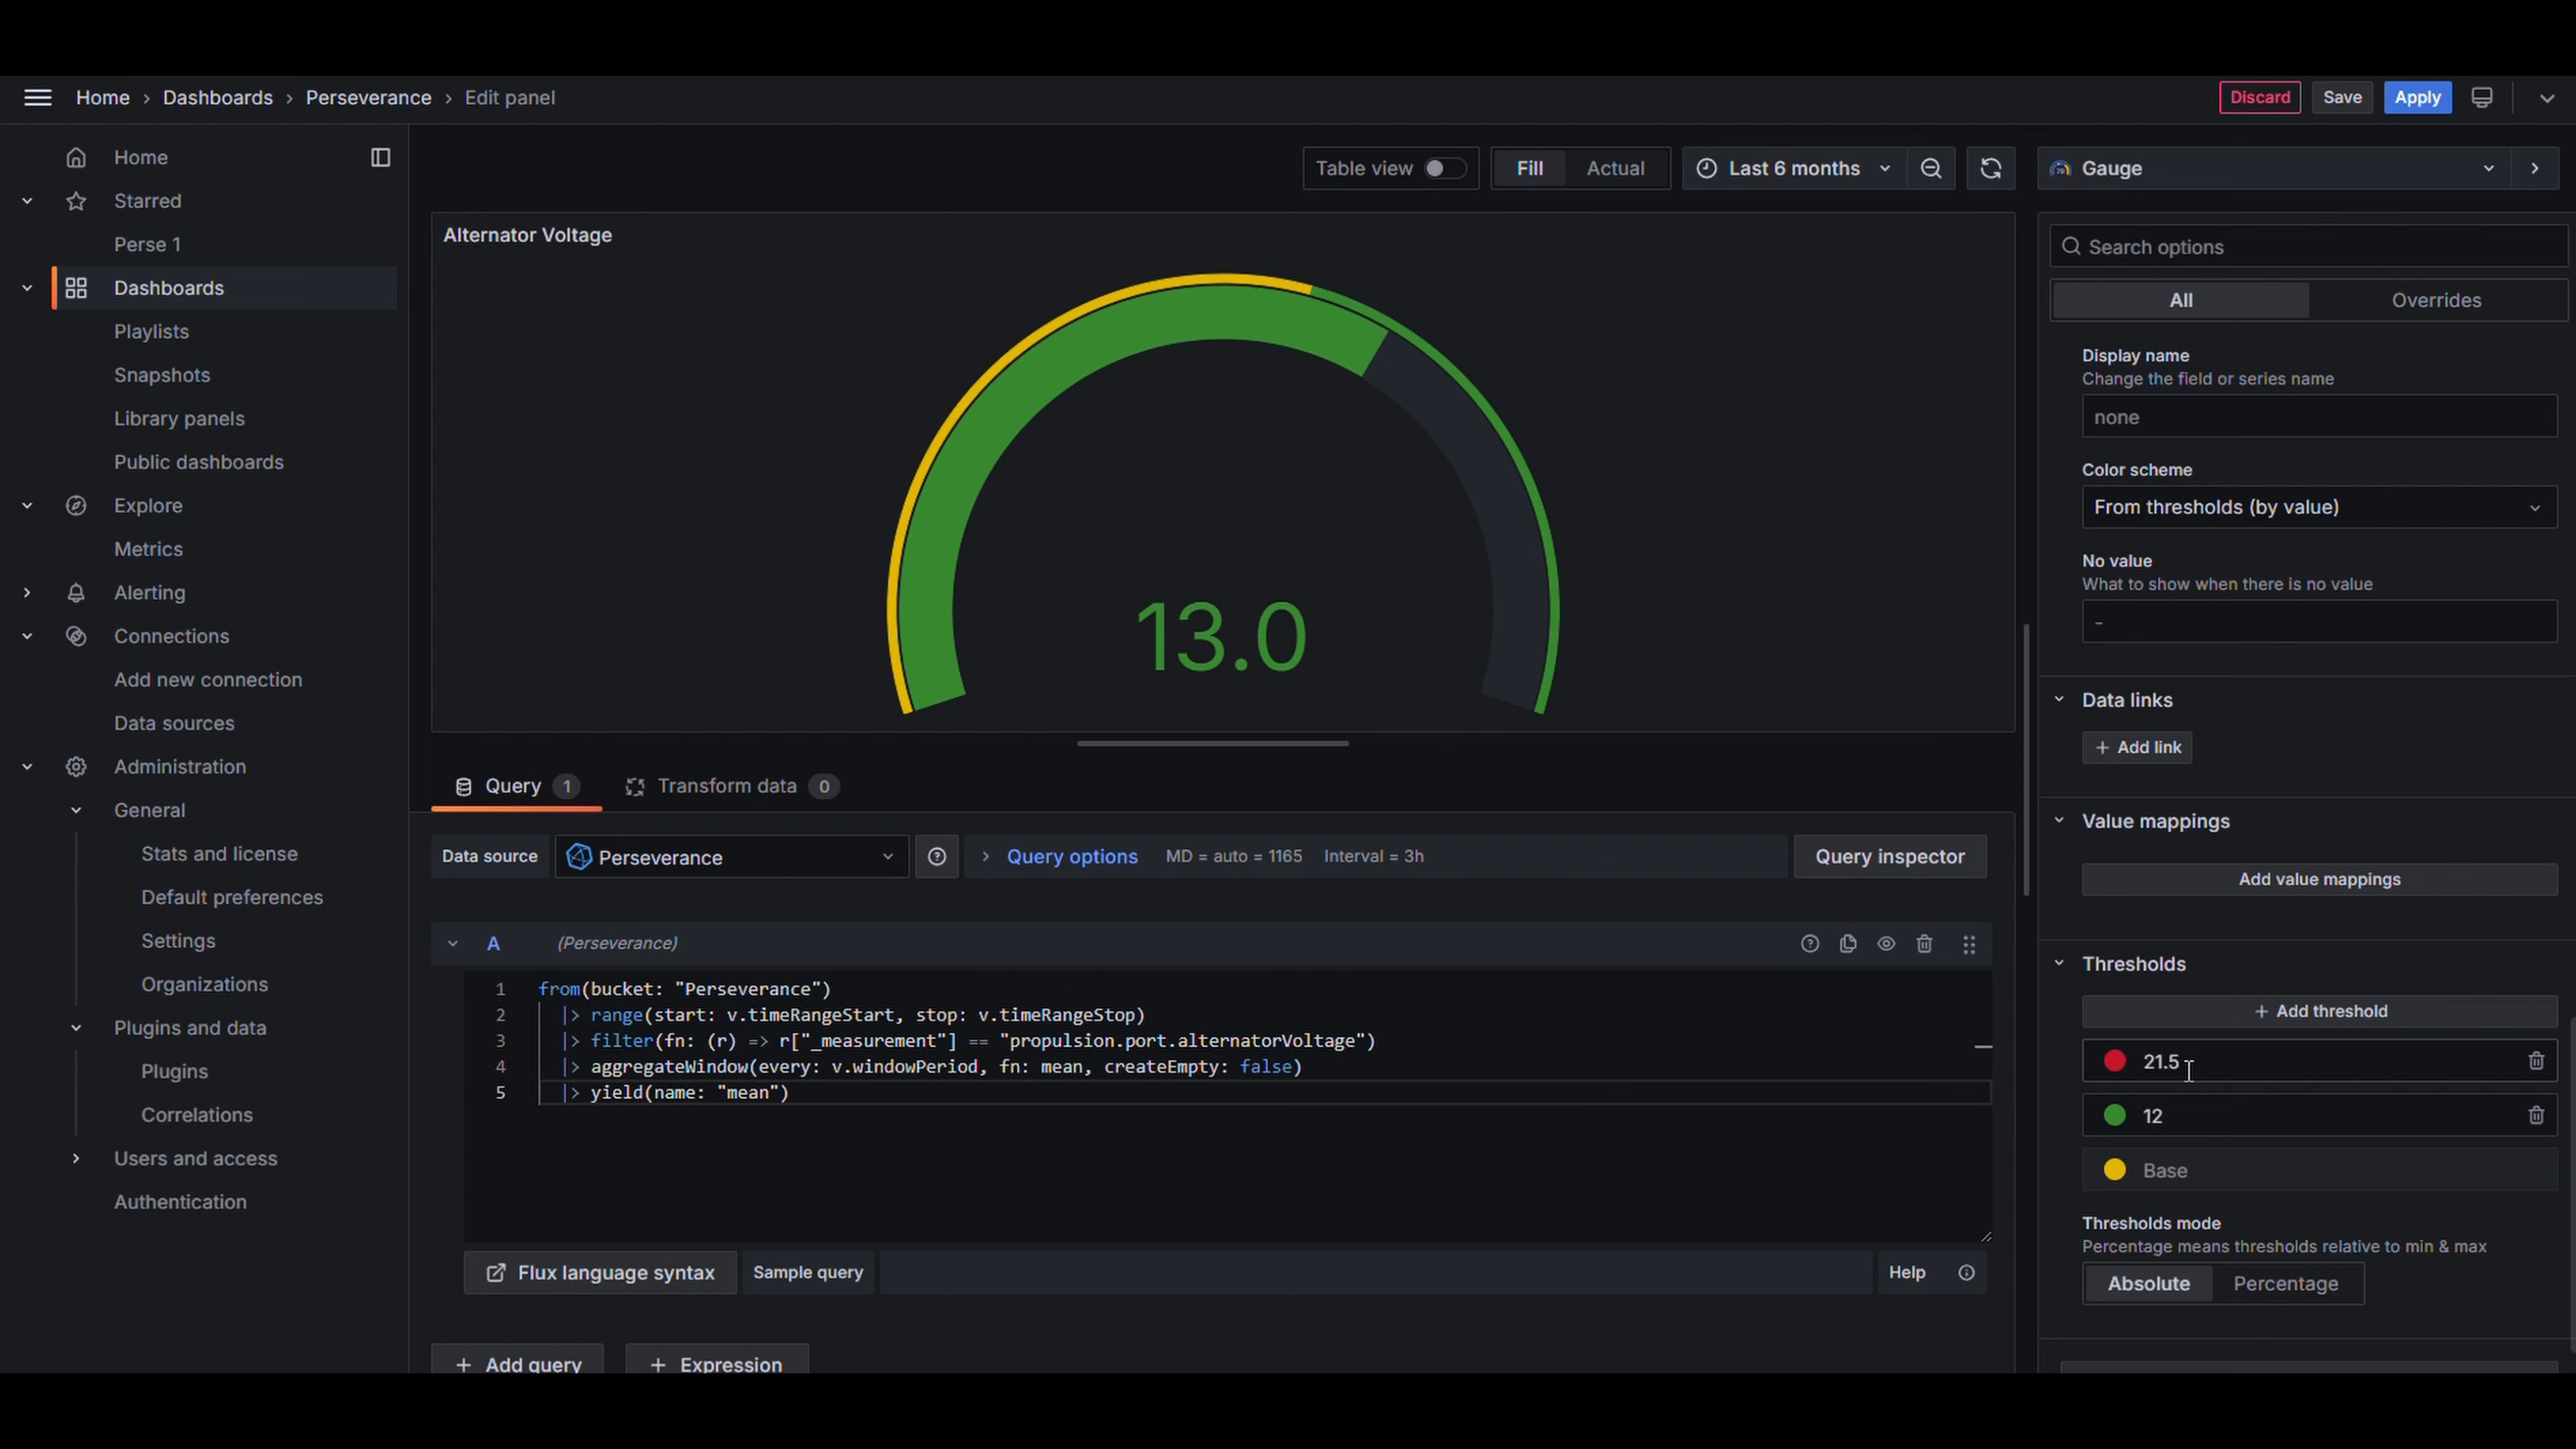 Home › Dashboards › Perseverance › Edit panel
Discard
Save
Apply
Home
Starred
Perse 1
Dashboards
Playlists
Snapshots
Library panels
Public dashboards
Explore
Metrics
Alerting
Connections
Add new connection
Data sources
Administration
General
Stats and license
Default preferences
Settings
Organizations
Plugins and data
Plugins
Correlations
Users and access
Authentication
Table view
Fill
Actual
Last 6 months
Alternator Voltage
13.0
Query 1
Transform data 0
Data source
Perseverance
Query options
MD = auto = 1165
Interval = 3h
Query inspector
A
(Perseverance)
1 from(bucket: "Perseverance")
2 |> range(start: v.timeRangeStart, stop: v.timeRangeStop)
3 |> filter(fn: (r) => r["_measurement"] == "propulsion.port.alternatorVoltage")
4 |> aggregateWindow(every: v.windowPeriod, fn: mean, createEmpty: false)
5 |> yield(name: "mean")
Flux language syntax
Sample query
Help
+ Add query
+ Expression
Gauge
Search options
All
Overrides
Display name
Change the field or series name
none
Color scheme
From thresholds (by value)
No value
What to show when there is no value
-
Data links
+ Add link
Value mappings
Add value mappings
Thresholds
+ Add threshold
21.5
12
Base
Thresholds mode
Percentage means thresholds relative to min & max
Absolute
Percentage